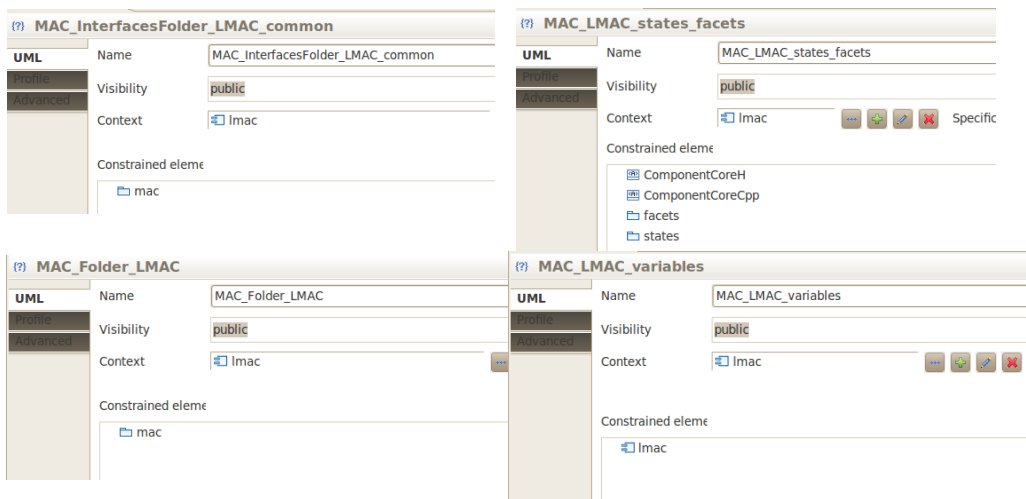 MAC_InterfacesFolder_LMAC_common
UML
Name
MAC_InterfacesFolder_LMAC_common
Profile
Visibility
public
Advanced
Context
lmac
Constrained eleme
mac
MAC_LMAC_states_facets
UML
Name
MAC_LMAC_states_facets
Profile
Visibility
public
Advanced
Context
lmac
Specific
Constrained eleme
ComponentCoreH
ComponentCoreCpp
facets
states
MAC_Folder_LMAC
UML
Name
MAC_Folder_LMAC
Profile
Visibility
public
Advanced
Context
lmac
Constrained eleme
mac
MAC_LMAC_variables
UML
Name
MAC_LMAC_variables
Profile
Visibility
public
Advanced
Context
lmac
Constrained eleme
lmac